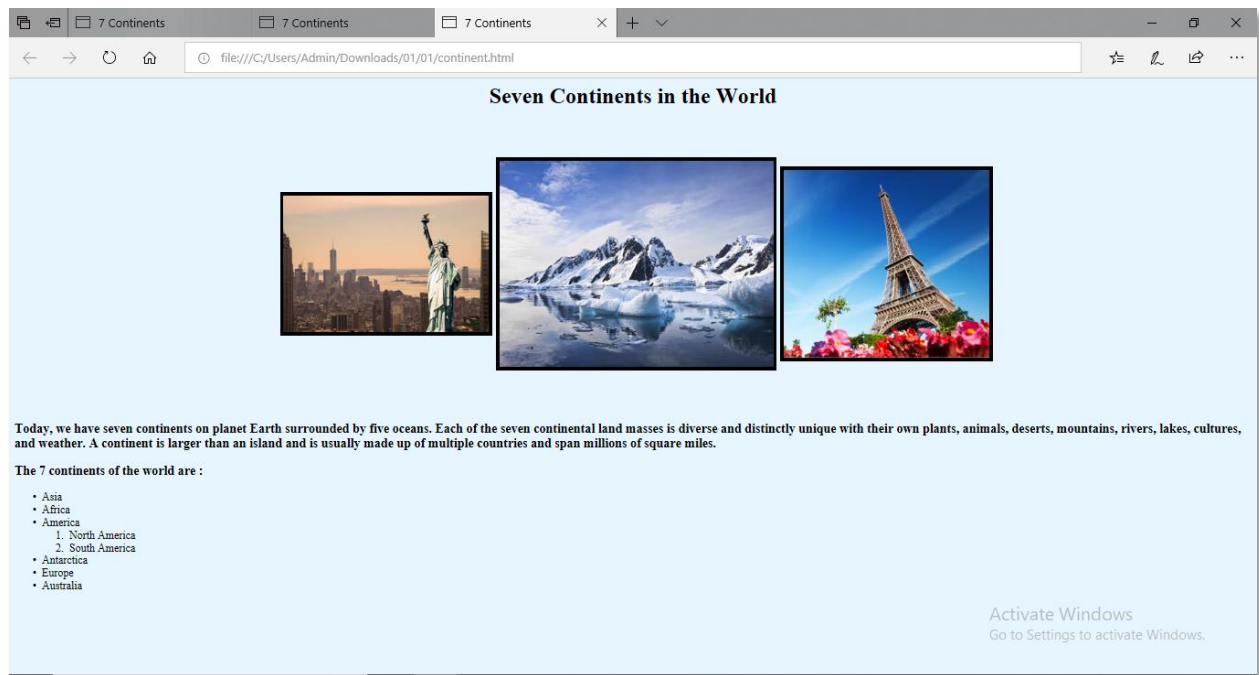 7 Continents
7 Continents
7 Continents
file:///C:/Users/Admin/Downloads/01/01/continent.html
Seven Continents in the World
Today, we have seven continents on planet Earth surrounded by five oceans. Each of the seven continental land masses is diverse and distinctly unique with their own plants, animals, deserts, mountains, rivers, lakes, cultures,
and weather. A continent is larger than an island and is usually made up of multiple countries and span millions of square miles.
The 7 continents of the world are :
• Asia
• Africa
• America
1. North America
2. South America
• Antarctica
• Europe
• Australia
Activate Windows
Go to Settings to activate Windows.